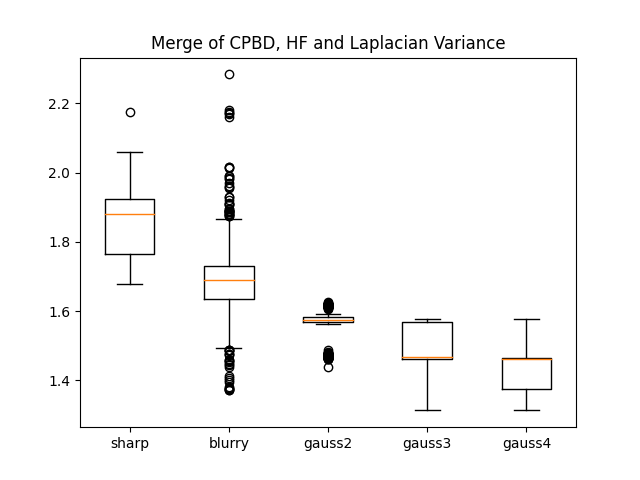 Merge of CPBD, HF and Laplacian Variance
2.2
2.0
1.8
1.6
1.4
sharp blurry gauss2 gauss3 gauss4